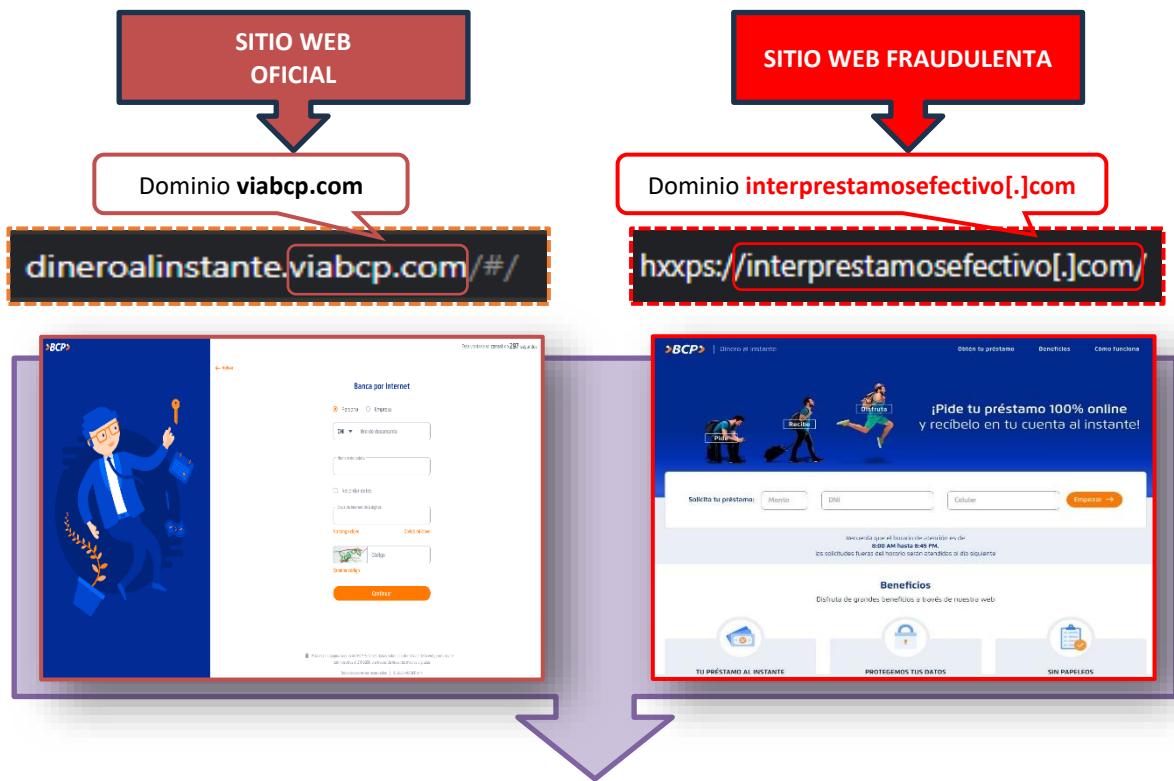 SITIO WEB
OFICIAL
SITIO WEB FRAUDULENTA
Dominio viabcp.com
Dominio interprestamosefectivo[.]com
dineroalinstante.viabcp.com/#/
hxxps://interprestamosefectivo[.]com/
>BCP>
297
Banca por Internet
Persona
Empresa
Código
Continuar
>BCP> | Dinero al instante
Obtén tu préstamo
Beneficios
Cómo funciona
Pide
Recibe
Disfruta
¡Pide tu préstamo 100% online
y recíbelo en tu cuenta al instante!
Solicita tu préstamo:
Monto
DNI
Celular
Empezar →
Recuerda que el horario de atención es de
8:00 AM hasta 8:45 PM.
las solicitudes fueras del horario serán atendidos al día siguiente
Beneficios
Disfruta de grandes beneficios a través de nuestra web
TU PRÉSTAMO AL INSTANTE
PROTEGEMOS TUS DATOS
SIN PAPELEOS